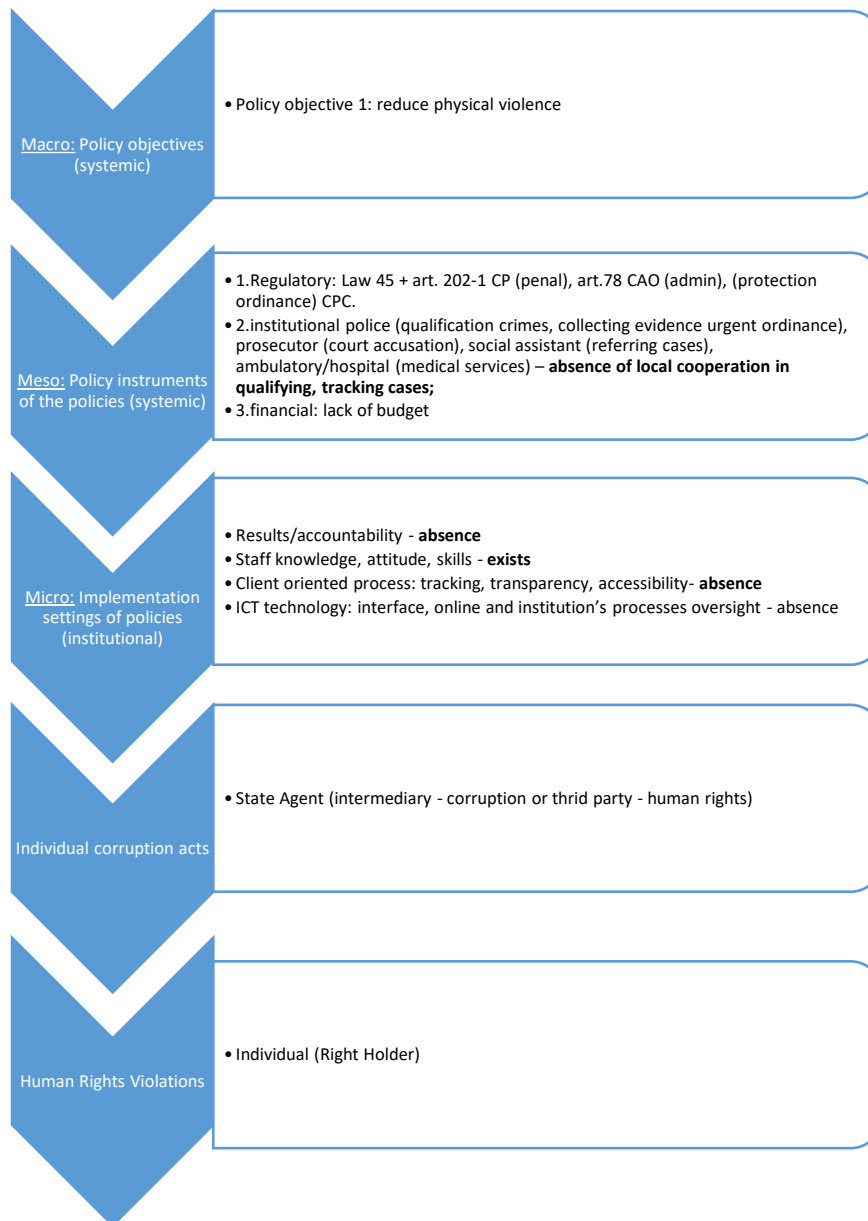 Macro: Policy objectives
(systemic)
• Policy objective 1: reduce physical violence
Meso: Policy instruments
of the policies (systemic)
• 1.Regulatory: Law 45 + art. 202-1 CP (penal), art.78 CAO (admin), (protection
ordinance) CPC.
• 2.institutional police (qualification crimes, collecting evidence urgent ordinance),
prosecutor (court accusation), social assistant (referring cases),
ambulatory/hospital (medical services) – absence of local cooperation in
qualifying, tracking cases;
• 3.financial: lack of budget
Micro: Implementation
settings of policies
(institutional)
• Results/accountability - absence
• Staff knowledge, attitude, skills - exists
• Client oriented process: tracking, transparency, accessibility- absence
• ICT technology: interface, online and institution’s processes oversight - absence
Individual corruption acts
• State Agent (intermediary - corruption or thrid party - human rights)
Human Rights Violations
• Individual (Right Holder)